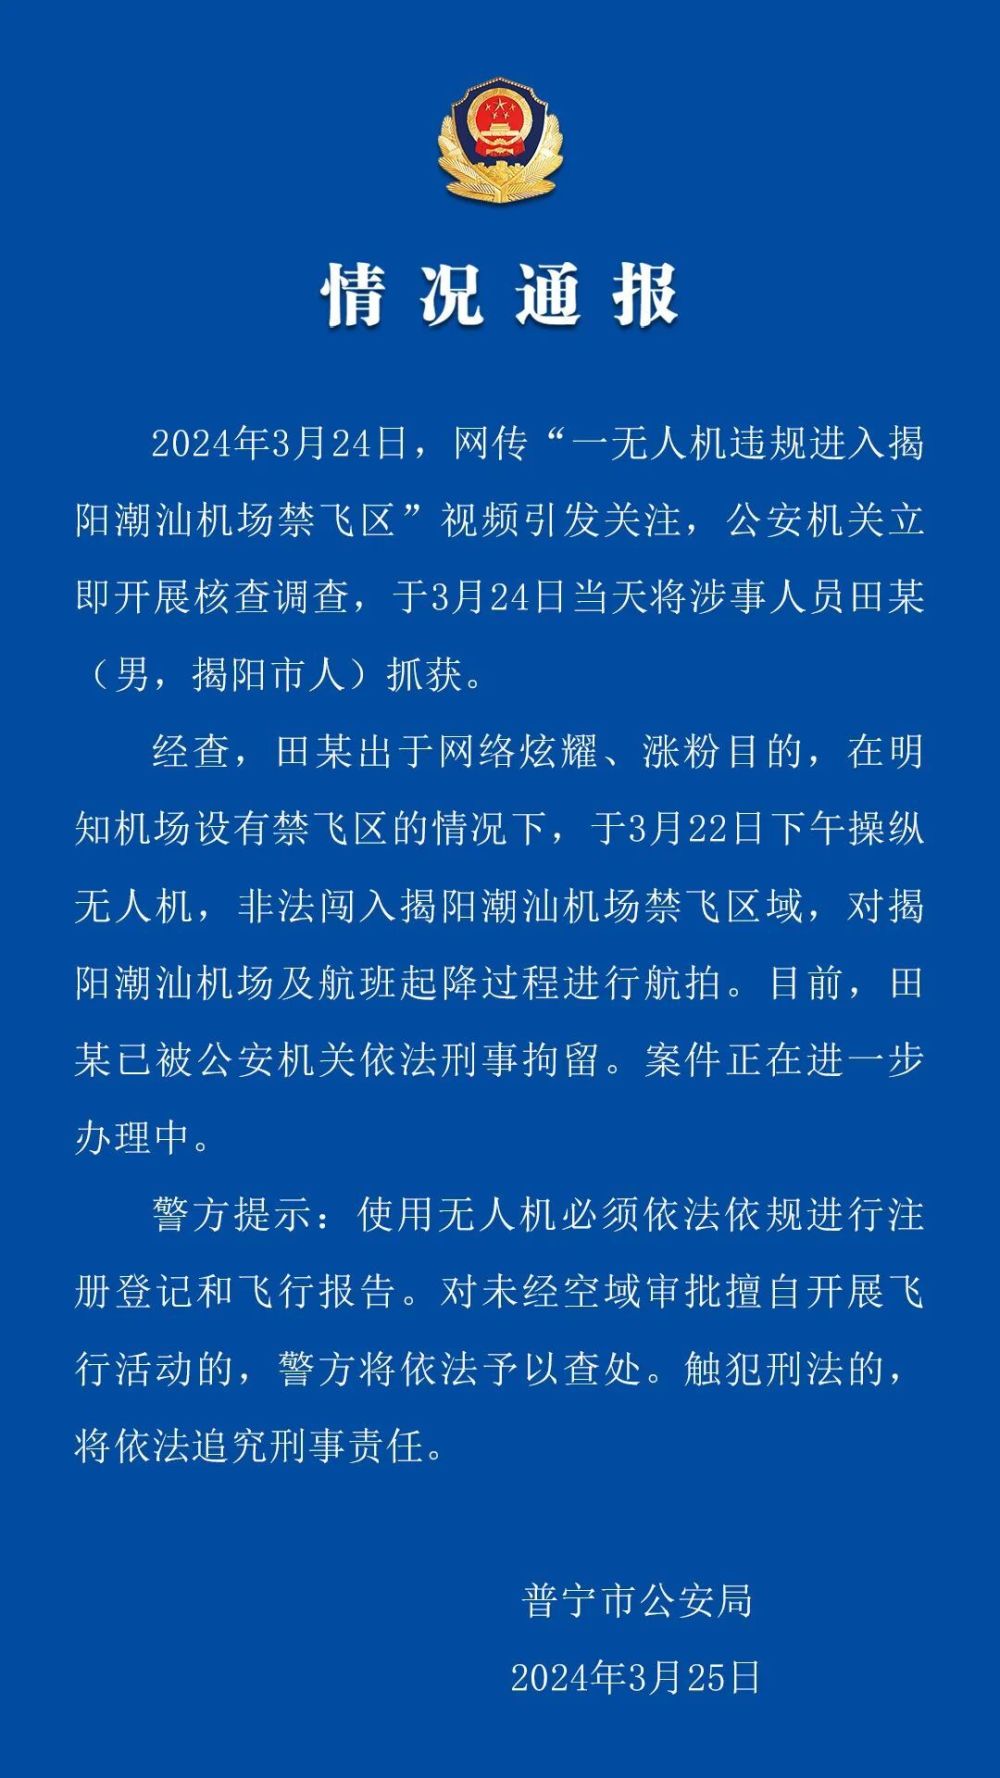 情况通报
2024年3月24日，网传“一无人机违规进入揭
阳潮汕机场禁飞区”视频引发关注，公安机关立
即开展核查调查，于3月24日当天将涉事人员田某
（男，揭阳市人）抓获。
经查，田某出于网络炫耀、涨粉目的，在明
知机场设有禁飞区的情况下，于3月22日下午操纵
无人机，非法闯入揭阳潮汕机场禁飞区域，对揭
阳潮汕机场及航班起降过程进行航拍。目前，田
某已被公安机关依法刑事拘留。案件正在进一步
办理中。
警方提示：使用无人机必须依法依规进行注
册登记和飞行报告。对未经空域审批擅自开展飞
行活动的，警方将依法予以查处。触犯刑法的，
将依法追究刑事责任。
普宁市公安局
2024年3月25日